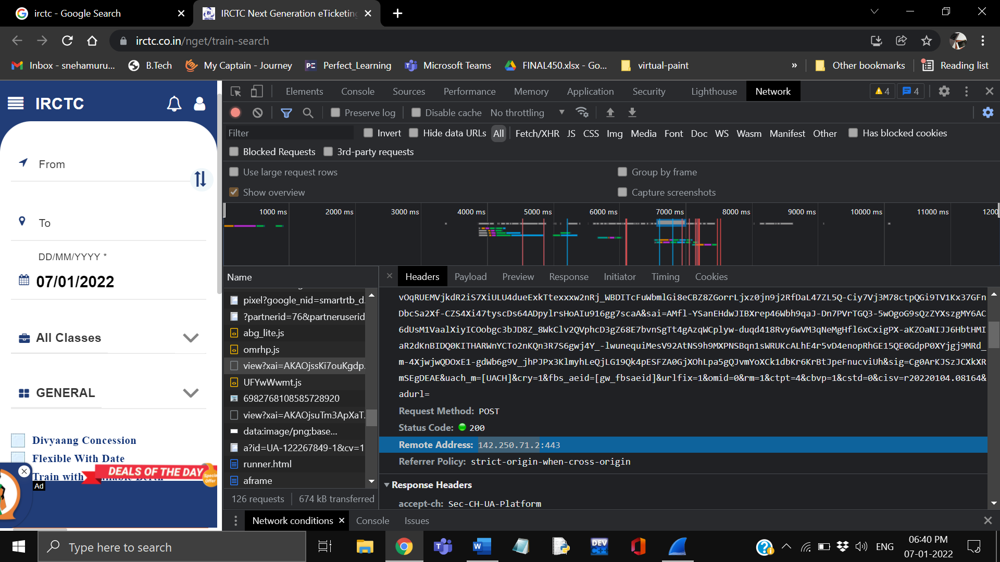 irctc - Google Search
IRCTC Next Generation eTicketing
irctc.co.in/nget/train-search
Inbox - snehamuru...
B.Tech
My Captain - Journey
PE
Perfect_Learning
Microsoft Teams
FINAL450.xlsx - Go...
virtual-paint
»
Other bookmarks
Reading list
IRCTC
From
To
DD/MM/YYYY *
07/01/2022
All Classes
GENERAL
Divyaang Concession
Flexible With Date
Train with
DEALS OF THE DAY
Special
Offer
Ad
Elements
Console
Sources
Performance
Memory
Application
Security
Lighthouse
Network
4
4
Preserve log
Disable cache
No throttling
Filter
Invert
Hide data URLs
All
Fetch/XHR
JS
CSS
Img
Media
Font
Doc
WS
Wasm
Manifest
Other
Has blocked cookies
Blocked Requests
3rd-party requests
Use large request rows
Group by frame
Show overview
Capture screenshots
1000 ms
2000 ms
3000 ms
4000 ms
5000 ms
6000 ms
7000 ms
8000 ms
9000 ms
10000 ms
11000 ms
1200
Name
pixel?google_nid=smartrtb_d.
?partnerid=76&partneruserid
abg_lite.js
omrhp.js
view?xai=AKAOjssKi7ouKgdp.
UFYwWwmt.js
6982768108585728920
view?xai=AKAOjsuTm3ApXaT.
data:image/png;base...
a?id=UA-122267849-1&cv=1
runner.html
aframe
126 requests
674 kB transferred
Headers
Payload
Preview
Response
Initiator
Timing
Cookies
vOqRUEMVjkdR2iS7XiULU4dueExkTtexxxw2nRj_WBDITcFuWbmlGi8eCBZ8ZGorrLjxz0jn9j2RfDaL47ZL5Q-Ciy7Vj3M78ctpQGi9TV1Kx37GFn
DbcSa2Xf-CZS4Xi47tyscDs64ADpylrsHoAIu916gg7scaA&sai=AMfl-YSanEHdwJIBXrep46Wbh9qaJ-Dn7PVrTGQ3-5wOgoG9sQzZYXszgMY6AC
6dUsM1VaalXiyICOobgc3bJD8Z_8WkClv2QVphcD3gZ68E7bvnSgTt4gAzqWCplyw-duqd418Rvy6wVM3qNeMgHfl6xCxigPX-aKZOaNIJJ6HbtHMI
aR2dKnBIDQ0KITHARWnYCTo2nKQn3R7S6gwj4Y_-lwunequiMesV92AtNS9h9MXPNSBqn1sWRUKcALhE4r5vD4enopRhGE15QE0GdpP0XYjgj9MRd_
m-4XjwjwQDOxE1-gdWb6g9V_jhPJPx3KlmyhLeQjLG19Qk4pESFZA0GjXOhLpa5gQJvmYoXCk1dbKr6KrBtJpeFnucviUh&sig=Cg0ArKJSzJCXkXR
mSEgDEAE&uach_m=[UACH]&cry=1&fbs_aeid=[gw_fbsaeid]&urlfix=1&omid=0&rm=1&ctpt=4&cbvp=1&cstd=0&cisv=r20220104.08164&
adurl=
Request Method: POST
Status Code: 200
Remote Address: 142.250.71.2:443
Referrer Policy: strict-origin-when-cross-origin
Response Headers
accept-ch: Sec-CH-UA-Platform
Network conditions
Console
Issues
Type here to search
DEV
C++
ENG
06:40 PM
07-01-2022